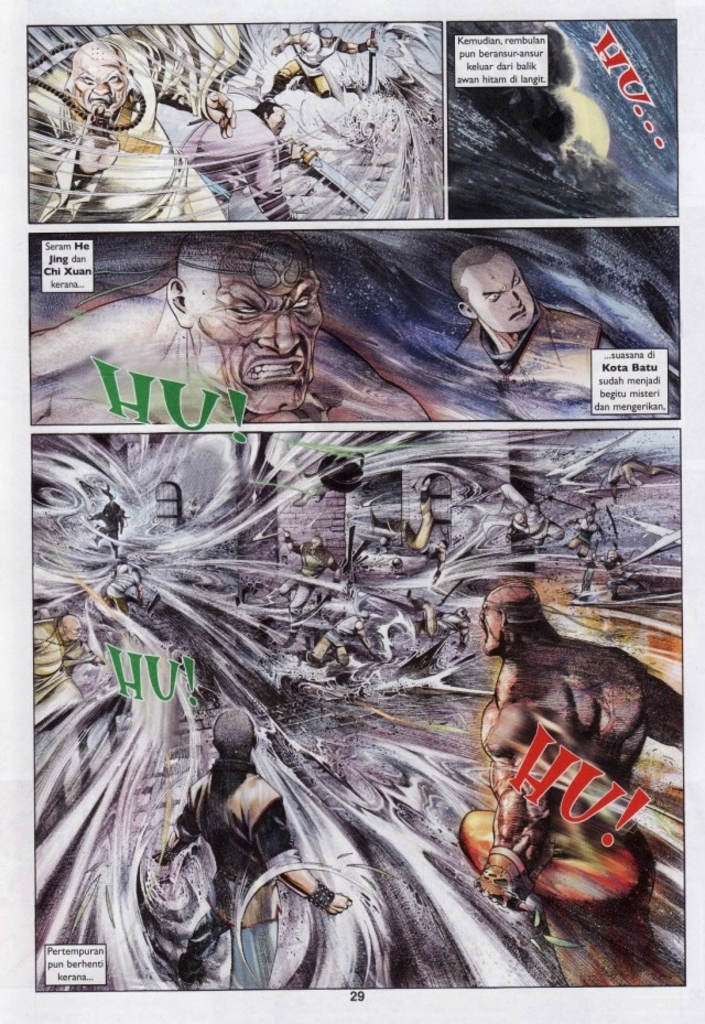 Kemudian, rembulan
pun beransur-ansur
keluar dari balik
awan hitam di langit.
HU...
Seram He
Jing dan
Chi Xuan
kerana...
HU!
...suasana di
Kota Batu
sudah menjadi
begitu misteri
dan mengerikan,
HU!
HU!
Pertempuran
pun berhenti
kerana...
29